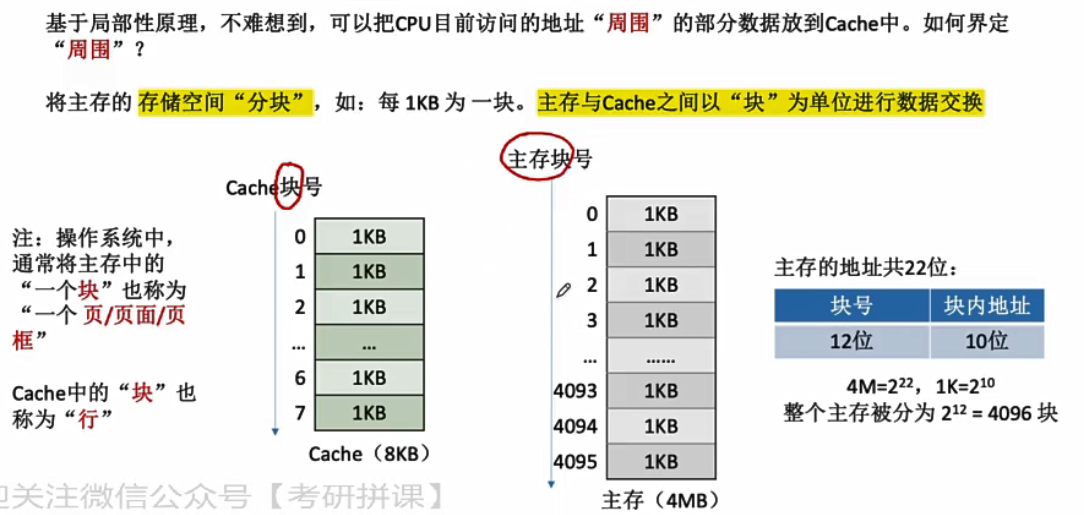 基于局部性原理，不难想到，可以把CPU目前访问的地址“周围”的部分数据放到Cache中。如何界定
“周围”？
将主存的 存储空间“分块”，如：每 1KB 为 一块。主存与Cache之间以“块”为单位进行数据交换
注：操作系统中，
通常将主存中的
“一个块”也称为
“一个 页/页面/页
框”
Cache中的“块”也
称为“行”
Cache块号
0 1KB
1 1KB
2 1KB
... ...
6 1KB
7 1KB
Cache（8KB）
主存块号
0 1KB
1 1KB
2 1KB
3 1KB
... ......
4093 1KB
4094 1KB
4095 1KB
主存（4MB）
主存的地址共22位：
块号 块内地址
12位 10位
4M=2²²，1K=2¹⁰
整个主存被分为 2¹² = 4096 块
关注微信公众号【考研拼课】